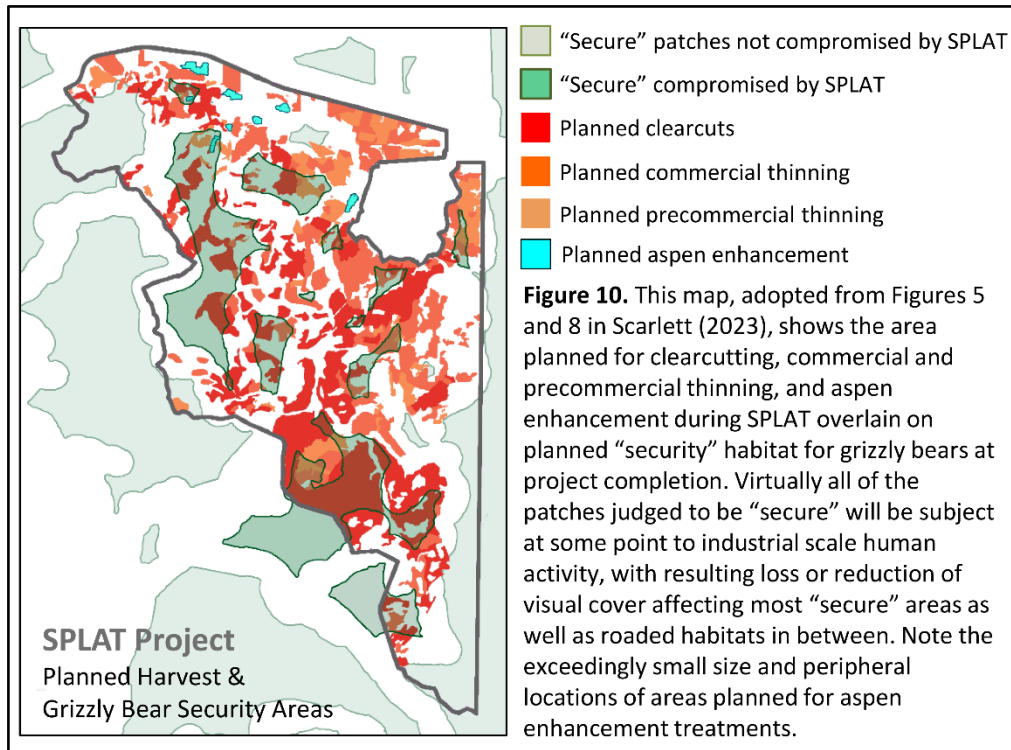 “Secure” patches not compromised by SPLAT
“Secure” compromised by SPLAT
Planned clearcuts
Planned commercial thinning
Planned precommercial thinning
Planned aspen enhancement
Figure 10. This map, adopted from Figures 5
and 8 in Scarlett (2023), shows the area
planned for clearcutting, commercial and
precommercial thinning, and aspen
enhancement during SPLAT overlain on
planned “security” habitat for grizzly bears at
project completion. Virtually all of the
patches judged to be “secure” will be subject
at some point to industrial scale human
activity, with resulting loss or reduction of
visual cover affecting most “secure” areas as
well as roaded habitats in between. Note the
exceedingly small size and peripheral
locations of areas planned for aspen
enhancement treatments.
SPLAT Project
Planned Harvest &
Grizzly Bear Security Areas